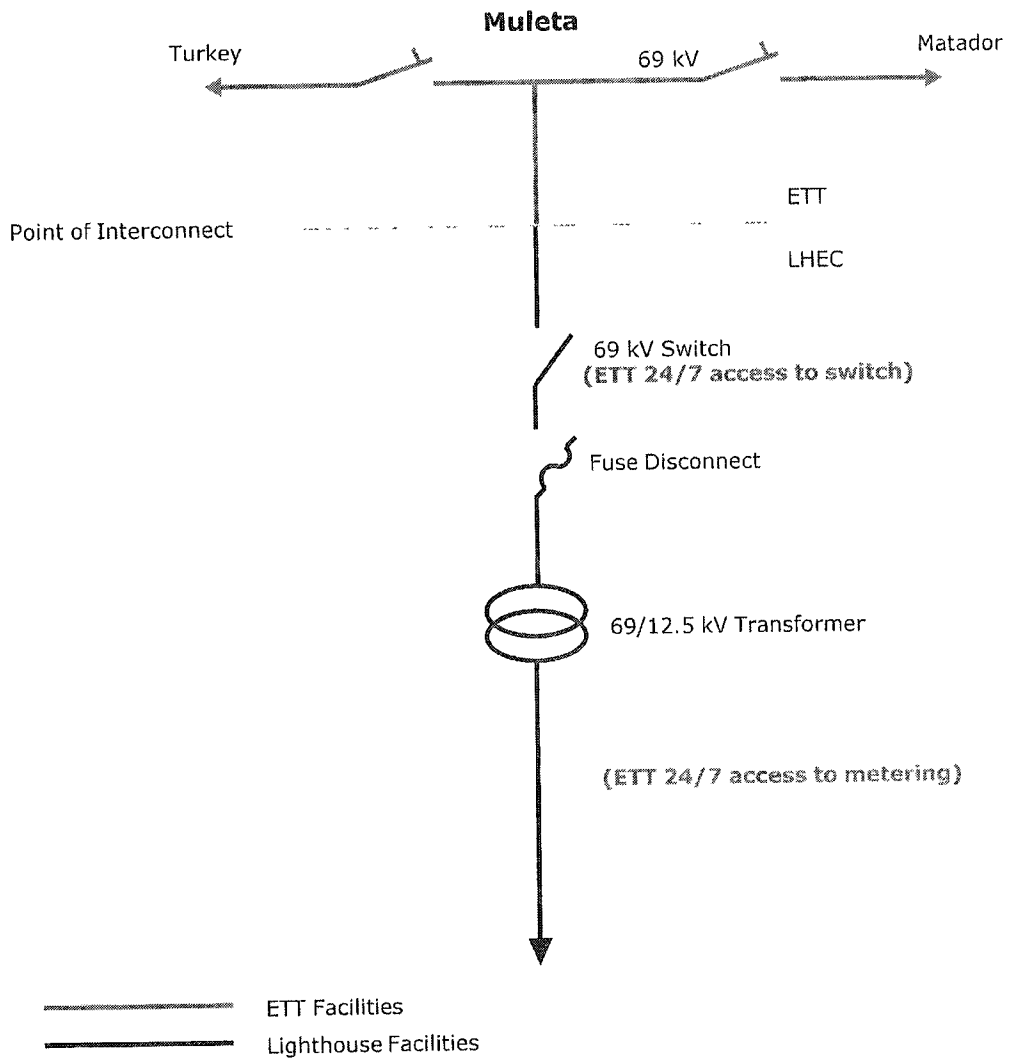 Muleta
Turkey
69 kV
Matador
ETT
Point of Interconnect
LHEC
69 kV Switch
(ETT 24/7 access to switch)
Fuse Disconnect
69/12.5 kV Transformer
(ETT 24/7 access to metering)
ETT Facilities
Lighthouse Facilities